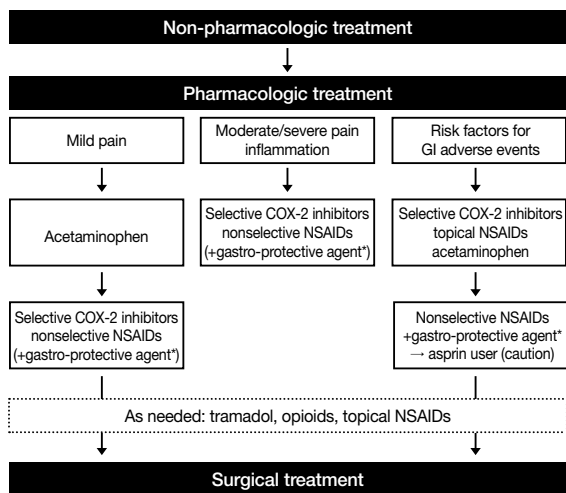 Non-pharmacologic treatment
Pharmacologic treatment
Mild pain
Moderate/severe pain
inflammation
Risk factors for
GI adverse events
Acetaminophen
Selective COX-2 inhibitors
nonselective NSAIDs
(+gastro-protective agent*)
Selective COX-2 inhibitors
topical NSAIDs
acetaminophen
Selective COX-2 inhibitors
nonselective NSAIDs
(+gastro-protective agent*)
Nonselective NSAIDs
+gastro-protective agent*
→ asprin user (caution)
As needed: tramadol, opioids, topical NSAIDs
Surgical treatment